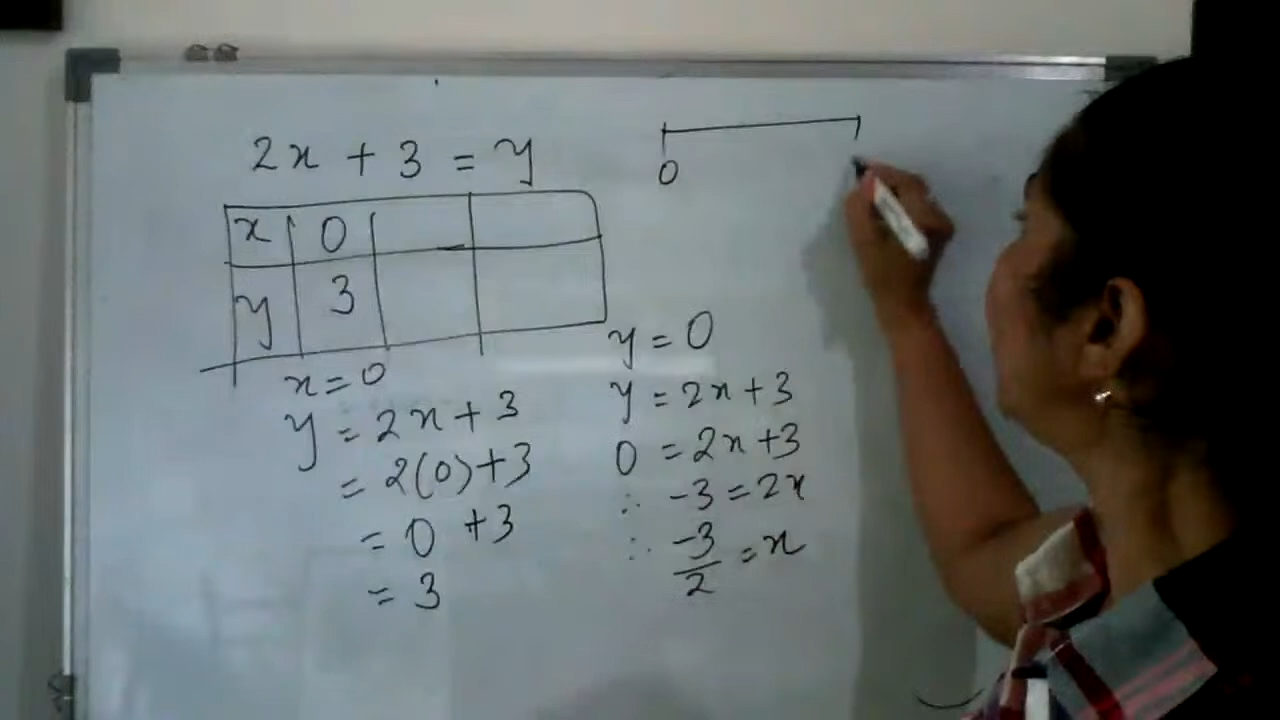 2x + 3 = y
0
x 0
y 3
x = 0
y = 2x + 3
= 2(0) + 3
= 0 + 3
= 3
y = 0
y = 2x + 3
0 = 2x + 3
∴ -3 = 2x
∴ -3/2 = x